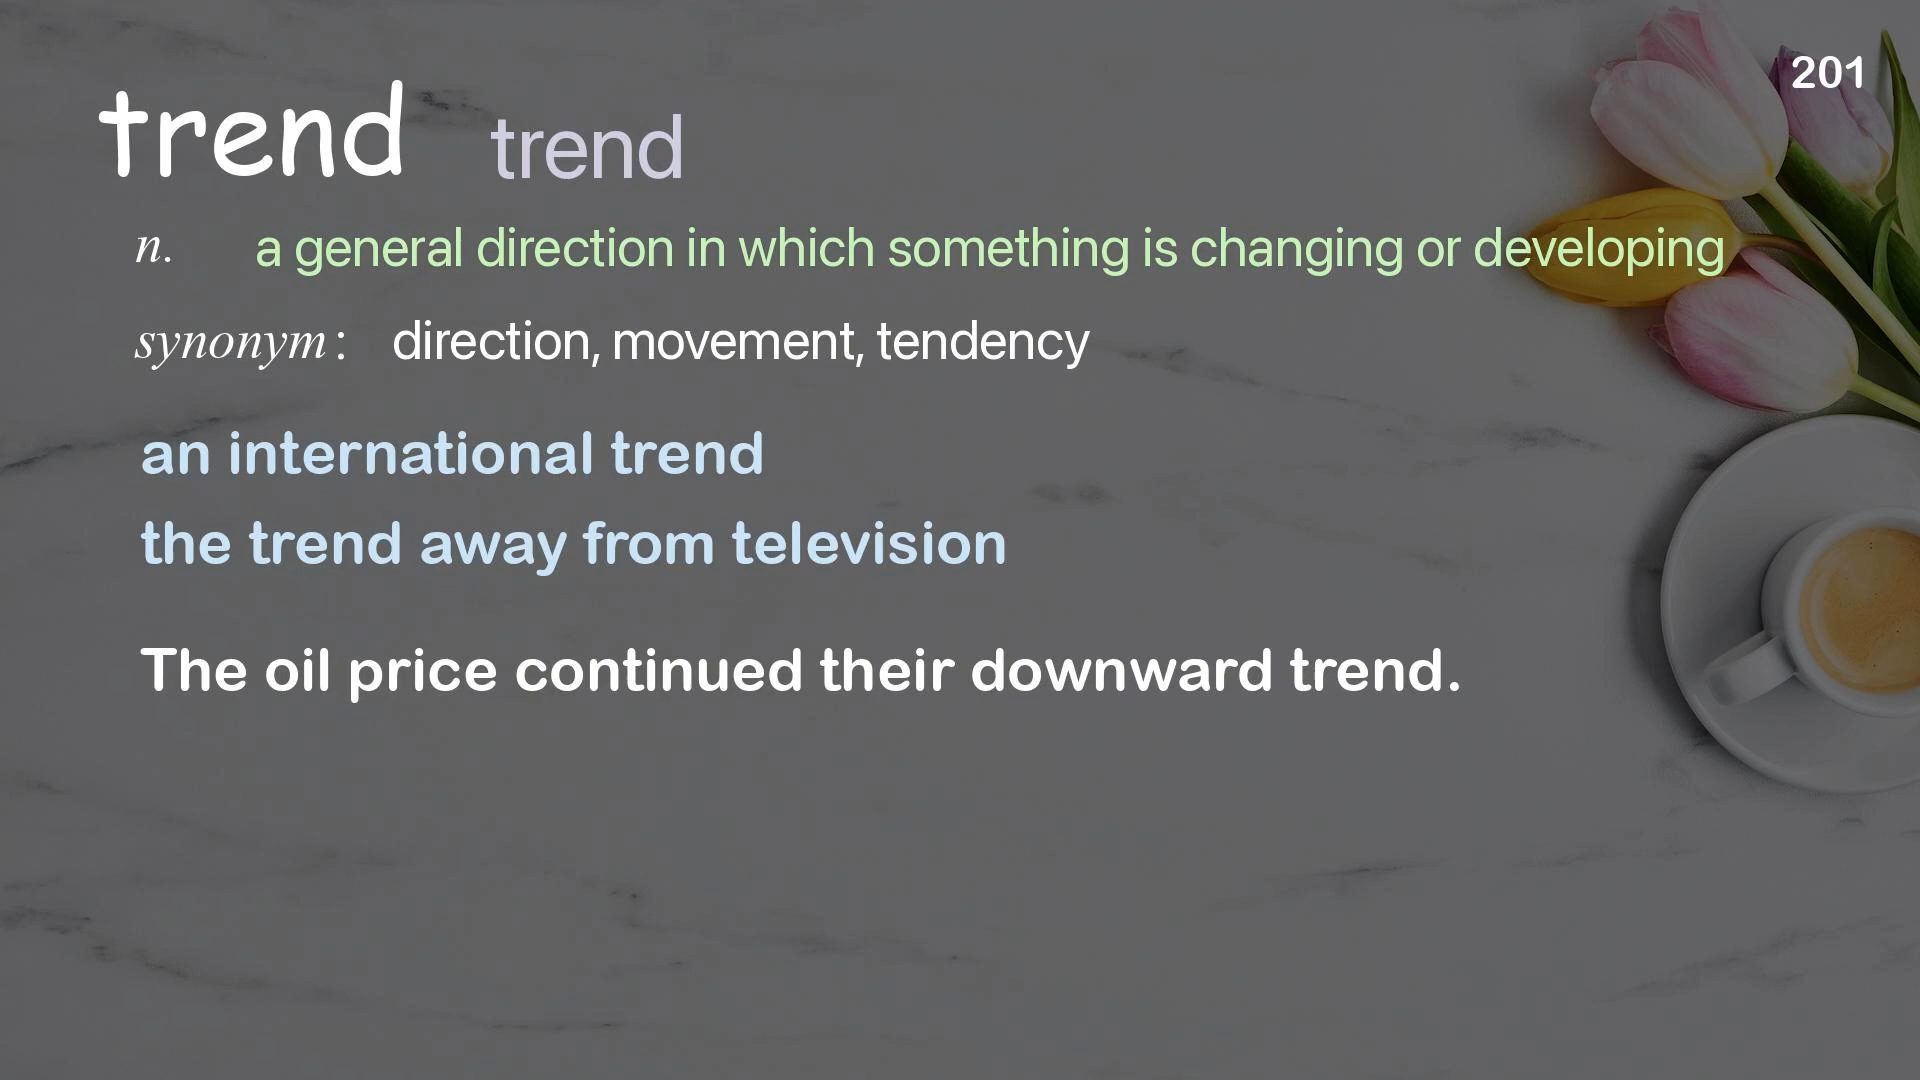 201
trend trend
n. a general direction in which something is changing or developing
synonym : direction, movement, tendency
an international trend
the trend away from television
The oil price continued their downward trend.